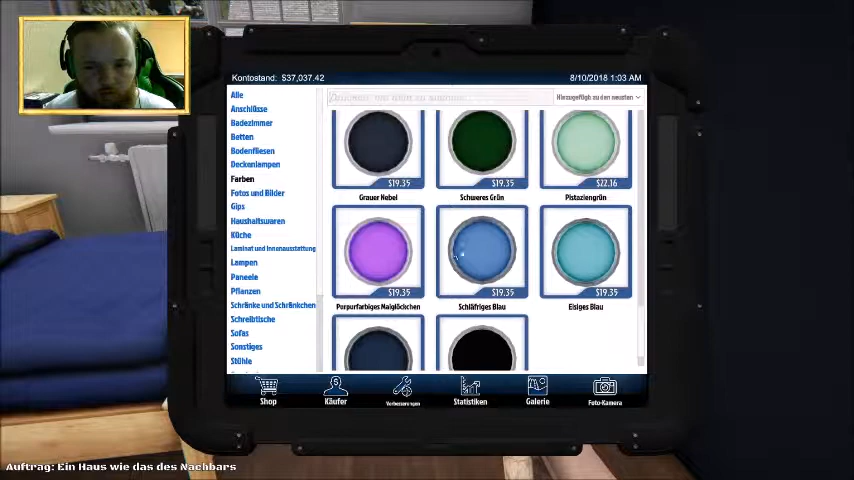 Kontostand: $37,037.42
8/10/2018 1:03 AM
Alle
Anschlüsse
Badezimmer
Betten
Bodenfliesen
Deckenlampen
Farben
Fotos und Bilder
Gips
Haushaltswaren
Küche
Laminat und Innenausstattung
Lampen
Paneele
Pflanzen
Schränke und Schränkchen
Schreibtische
Sofas
Sonstiges
Stühle
Hinzugefügt zu den neusten
$19.35
$19.35
$22.16
Grauer Nebel
Schweres Grün
Pistaziengrün
$19.35
$19.35
$19.35
Purpurfarbiges Maiglöckchen
Schläfriges Blau
Eisiges Blau
Shop
Käufer
Verbesserungen
Statistiken
Galerie
Foto-Kamera
Auftrag: Ein Haus wie das des Nachbars